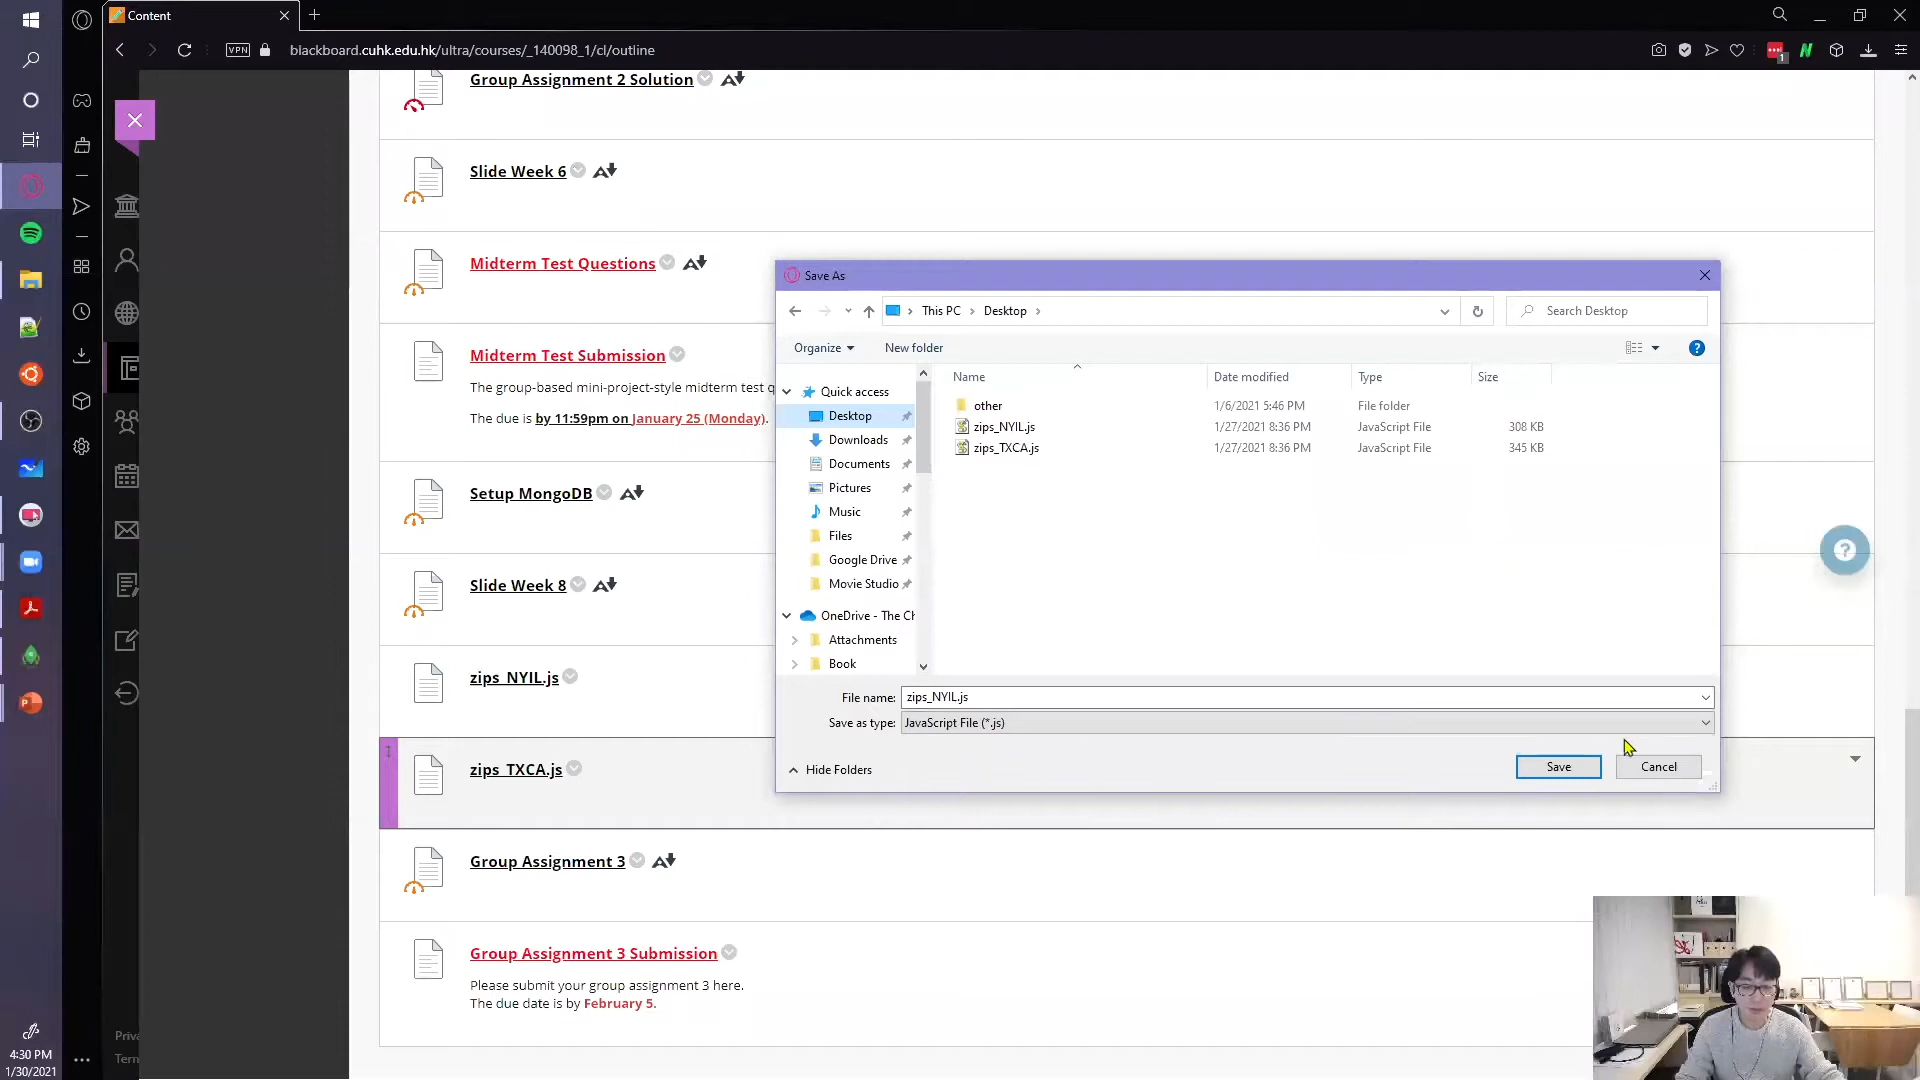 Content
VPN
blackboard.cuhk.edu.hk/ultra/courses/_140098_1/cl/outline
1
Group Assignment 2 Solution
Slide Week 6
Midterm Test Questions
Midterm Test Submission
The group-based mini-project-style midterm test q
The due is by 11:59pm on January 25 (Monday).
Setup MongoDB
Slide Week 8
zips_NYIL.js
zips_TXCA.js
Group Assignment 3
Group Assignment 3 Submission
Please submit your group assignment 3 here.
The due date is by February 5.
Save As
This PC
Desktop
Search Desktop
Organize
New folder
Name
Date modified
Type
Size
Quick access
Desktop
Downloads
Documents
Pictures
Music
Files
Google Drive
Movie Studio
OneDrive - The Ch
Attachments
Book
other 1/6/2021 5:46 PM File folder
zips_NYIL.js 1/27/2021 8:36 PM JavaScript File 308 KB
zips_TXCA.js 1/27/2021 8:36 PM JavaScript File 345 KB
File name: zips_NYIL.js
Save as type: JavaScript File (*.js)
Hide Folders
Save
Cancel
Priva
Term
4:30 PM
1/30/2021